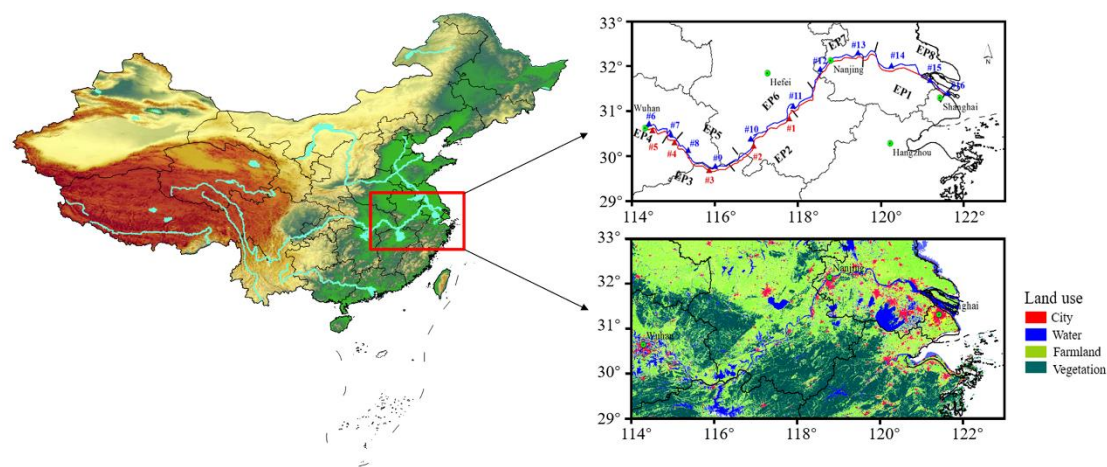 33°
32°
31°
30°
29°
114
116
118
120
122
EP7
#13
#12
Nanjing
#14
EP8
#15
#16
Shanghai
EP1
Hefei
EP6
#11
#1
Wuhan
#6
#7
EP4
#5
#4
#8
EP5
#10
#2
EP2
#9
EP3
#3
Hangzhou
N
33°
32°
31°
30°
29°
114
116
118
120
122
Nanjing
Wuhan
Land use
City
Water
Farmland
Vegetation